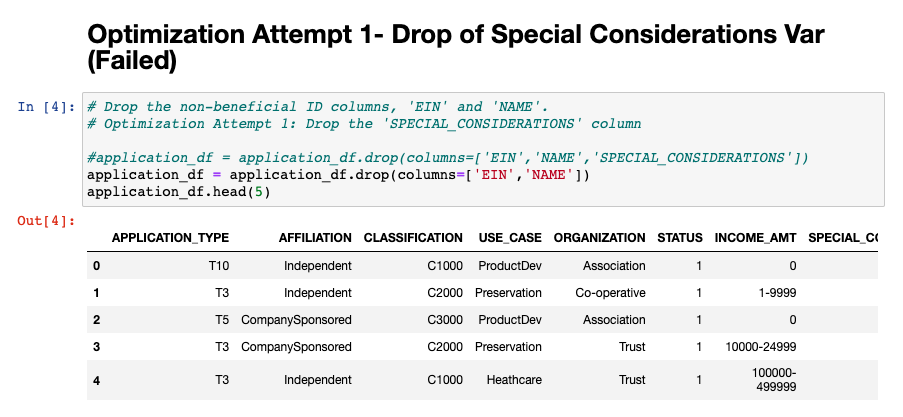 Optimization Attempt 1- Drop of Special Considerations Var
(Failed)
In [4]: # Drop the non-beneficial ID columns, 'EIN' and 'NAME'.
# Optimization Attempt 1: Drop the 'SPECIAL_CONSIDERATIONS' column
#application_df = application_df.drop(columns=['EIN','NAME','SPECIAL_CONSIDERATIONS'])
application_df = application_df.drop(columns=['EIN','NAME'])
application_df.head(5)
Out[4]:
APPLICATION_TYPE AFFILIATION CLASSIFICATION USE_CASE ORGANIZATION STATUS INCOME_AMT
0 T10 Independent C1000 ProductDev Association 1 0
1 T3 Independent C2000 Preservation Co-operative 1 1-9999
2 T5 CompanySponsored C3000 ProductDev Association 1 0
3 T3 CompanySponsored C2000 Preservation Trust 1 10000-24999
4 T3 Independent C1000 Heathcare Trust 1 100000-
499999